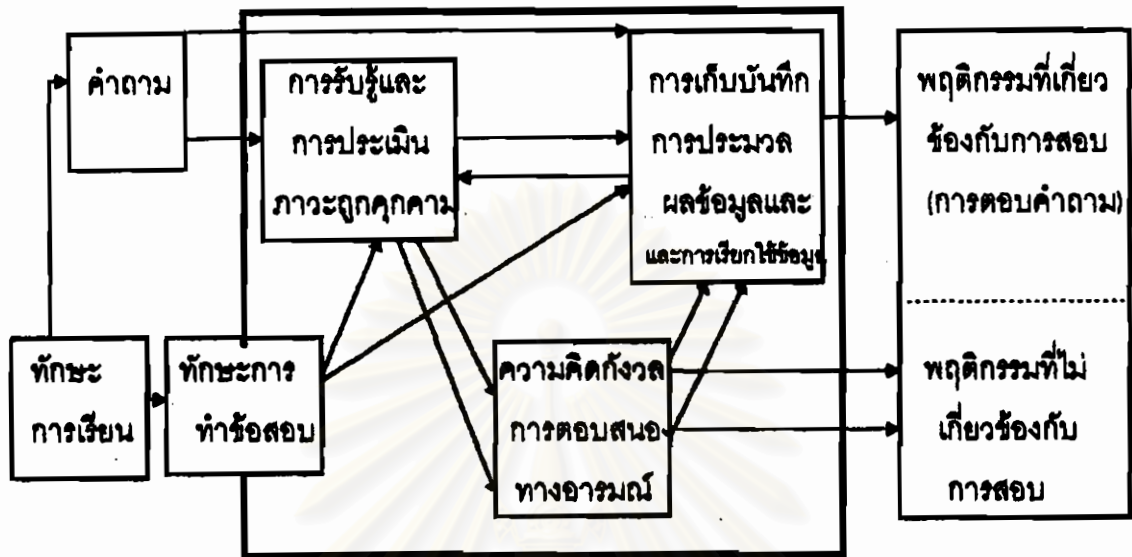 คำถาม
การรับรู้และ
การประเมิน
ภาวะถูกคุกคาม
การเก็บบันทึก
การประมวล
ผลข้อมูลและ
และการเรียกใช้ข้อมูล
พฤติกรรมที่เกี่ยว
ข้องกับการสอบ
(การตอบคำถาม)
ทักษะ
การเรียน
ทักษะการ
ทำข้อสอบ
ความคิดกังวล
การตอบสนอ
ทางอารมณ์
พฤติกรรมที่ไม่
เกี่ยวข้องกับ
การสอบ